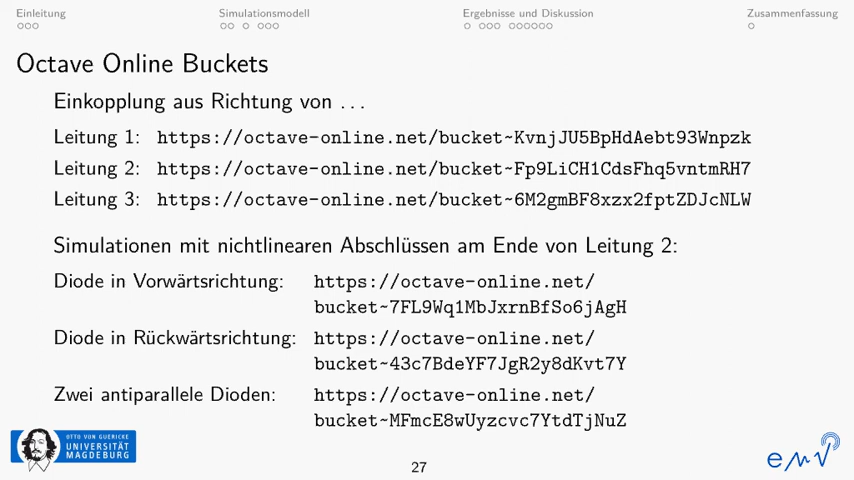 Einleitung
Simulationsmodell
Ergebnisse und Diskussion
Zusammenfassung
Octave Online Buckets
Einkopplung aus Richtung von ...
Leitung 1: https://octave-online.net/bucket~KvnjJU5BpHdAebt93Wnpzk
Leitung 2: https://octave-online.net/bucket~Fp9LiCH1CdsFhq5vntmRH7
Leitung 3: https://octave-online.net/bucket~6M2gmBF8xzx2fptZDJcNLW
Simulationen mit nichtlinearen Abschlüssen am Ende von Leitung 2:
Diode in Vorwärtsrichtung: https://octave-online.net/
bucket~7FL9Wq1MbJxrnBfSo6jAgH
Diode in Rückwärtsrichtung: https://octave-online.net/
bucket~43c7BdeYF7JgR2y8dKvt7Y
Zwei antiparallele Dioden: https://octave-online.net/
bucket~MFmcE8wUyzcvc7YtdTjNuZ
OTTO VON GUERICKE
UNIVERSITÄT
MAGDEBURG
27
emv